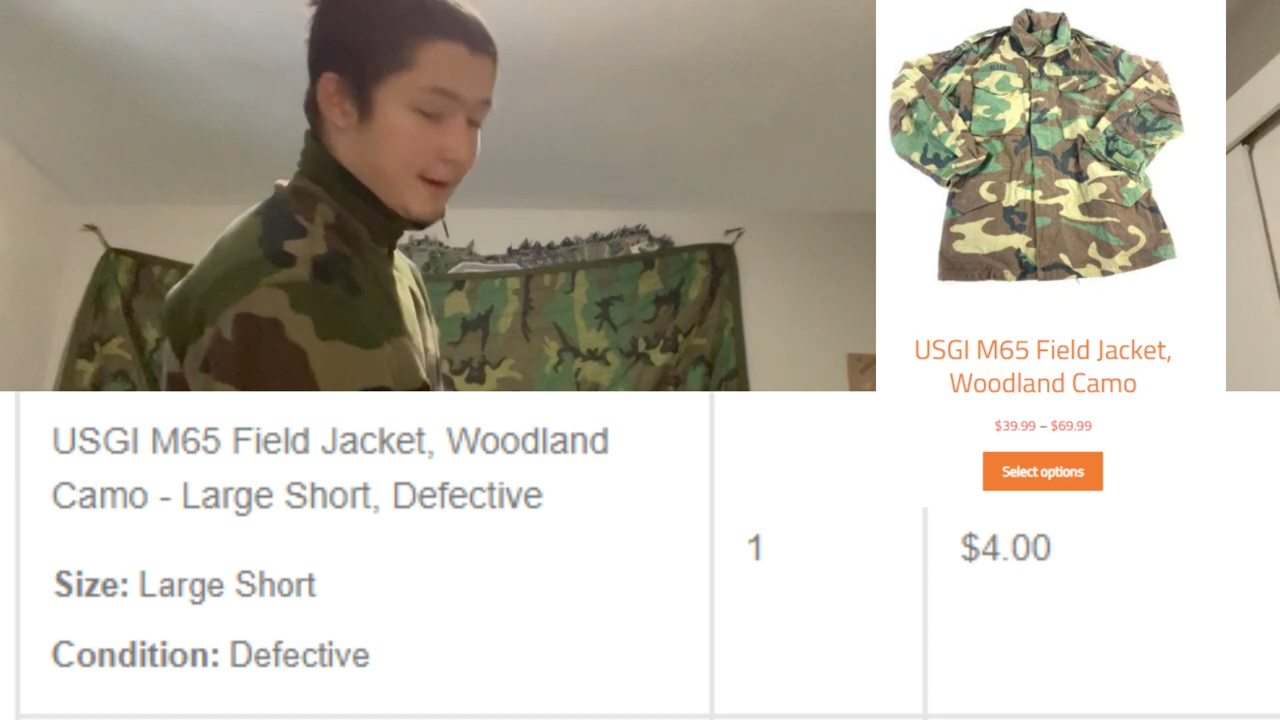 USGI M65 Field Jacket,
Woodland Camo
$39.99 – $69.99
Select options
USGI M65 Field Jacket, Woodland
Camo - Large Short, Defective
1
$4.00
Size: Large Short
Condition: Defective